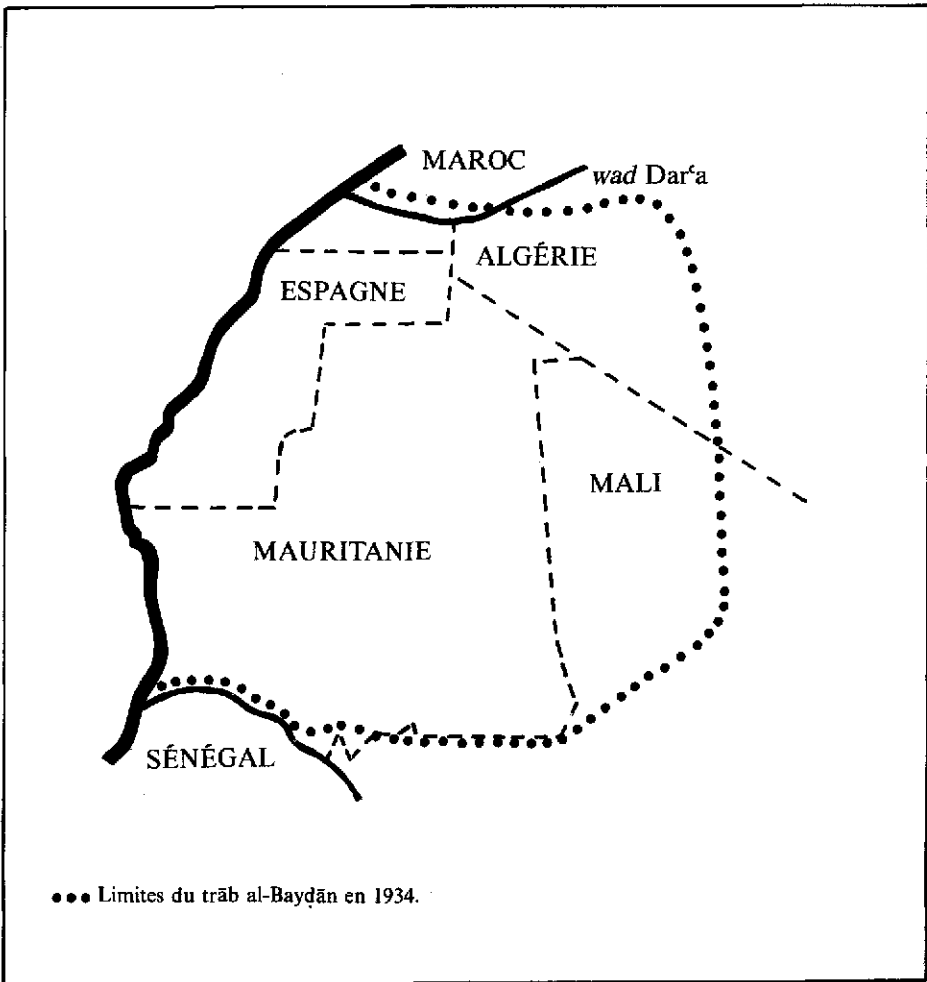 MAROC
wad Darʿa
ALGÉRIE
ESPAGNE
MALI
MAURITANIE
SÉNÉGAL
Limites du trāb al-Bayḍān en 1934.